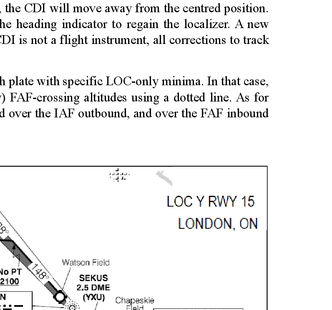 , the CDI will move away from the centred position.
he heading indicator to regain the localizer. A new
CDI is not a flight instrument, all corrections to track
h plate with specific LOC-only minima. In that case,
) FAF-crossing altitudes using a dotted line. As for
d over the IAF outbound, and over the FAF inbound
LOC Y RWY 15
LONDON, ON
8°
148°
Watson Field
No PT
2100
SEKUS
2.5 DME
(YXU)
N
Chapeskie
Field